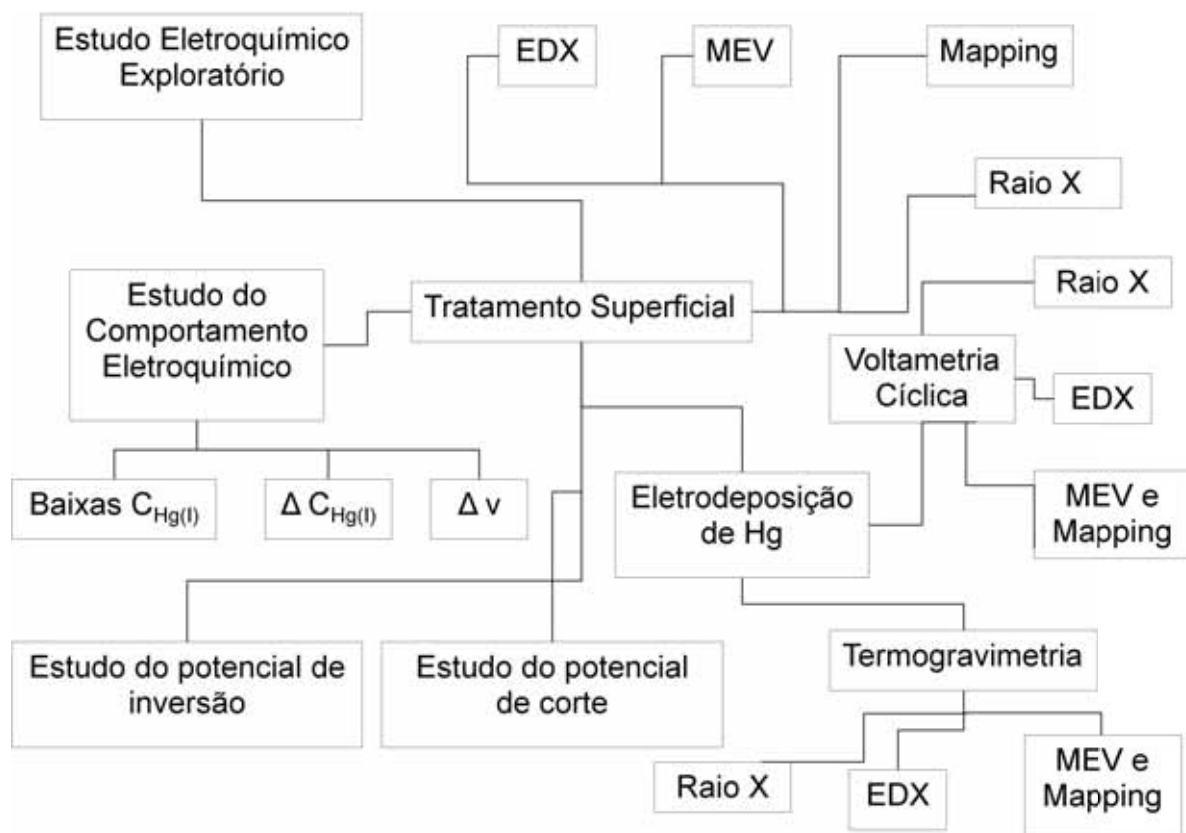 Estudo Eletroquímico
Exploratório
EDX
MEV
Mapping
Raio X
Raio X
Estudo do
Comportamento
Eletroquímico
Tratamento Superficial
Voltametria
Cíclica
EDX
Baixas C_Hg(I)
Δ C_Hg(I)
Δ v
Eletrodeposição
de Hg
MEV e
Mapping
Estudo do potencial de
inversão
Estudo do potencial
de corte
Termogravimetria
Raio X
EDX
MEV e
Mapping